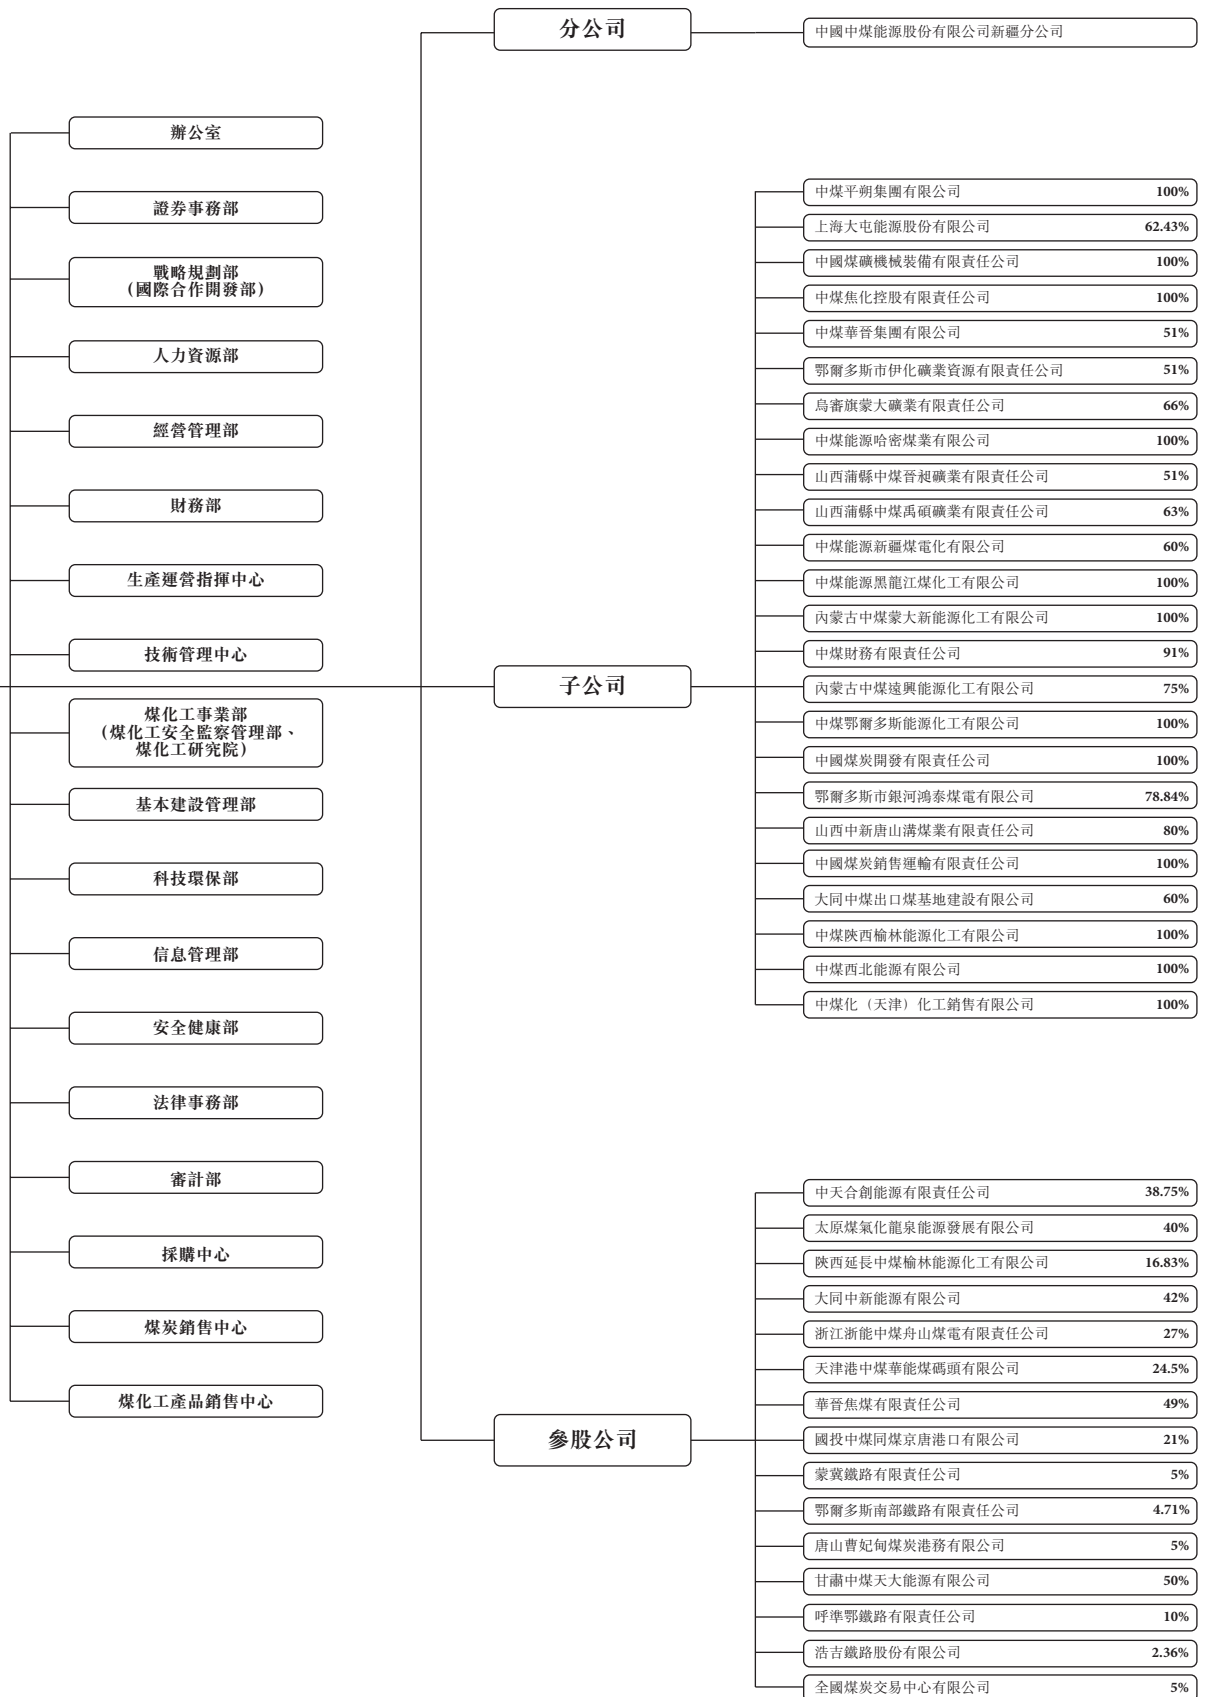 辦公室
證券事務部
戰略規劃部
(國際合作開發部)
人力資源部
經營管理部
財務部
生產運營指揮中心
技術管理中心
煤化工事業部
(煤化工安全監察管理部、
煤化工研究院)
基本建設管理部
科技環保部
信息管理部
安全健康部
法律事務部
審計部
採購中心
煤炭銷售中心
煤化工產品銷售中心
分公司
中國中煤能源股份有限公司新疆分公司
子公司
中煤平朔集團有限公司 100%
上海大屯能源股份有限公司 62.43%
中國煤礦機械裝備有限責任公司 100%
中煤焦化控股有限責任公司 100%
中煤華晉集團有限公司 51%
鄂爾多斯市伊化礦業資源有限責任公司 51%
烏審旗蒙大礦業有限責任公司 66%
中煤能源哈密煤業有限公司 100%
山西蒲縣中煤晉昶礦業有限責任公司 51%
山西蒲縣中煤禹碩礦業有限責任公司 63%
中煤能源新疆煤電化有限公司 60%
中煤能源黑龍江煤化工有限公司 100%
內蒙古中煤蒙大新能源化工有限公司 100%
中煤財務有限責任公司 91%
內蒙古中煤遠興能源化工有限公司 75%
中煤鄂爾多斯能源化工有限公司 100%
中國煤炭開發有限責任公司 100%
鄂爾多斯市銀河鴻泰煤電有限公司 78.84%
山西中新唐山溝煤業有限責任公司 80%
中國煤炭銷售運輸有限責任公司 100%
大同中煤出口煤基地建設有限公司 60%
中煤陝西榆林能源化工有限公司 100%
中煤西北能源有限公司 100%
中煤化（天津）化工銷售有限公司 100%
參股公司
中天合創能源有限責任公司 38.75%
太原煤氣化龍泉能源發展有限公司 40%
陝西延長中煤榆林能源化工有限公司 16.83%
大同中新能源有限公司 42%
浙江浙能中煤舟山煤電有限責任公司 27%
天津港中煤華能煤碼頭有限公司 24.5%
華晉焦煤有限責任公司 49%
國投中煤同煤京唐港口有限公司 21%
蒙冀鐵路有限責任公司 5%
鄂爾多斯南部鐵路有限責任公司 4.71%
唐山曹妃甸煤炭港務有限公司 5%
甘肅中煤天大能源有限公司 50%
呼準鄂鐵路有限責任公司 10%
浩吉鐵路股份有限公司 2.36%
全國煤炭交易中心有限公司 5%